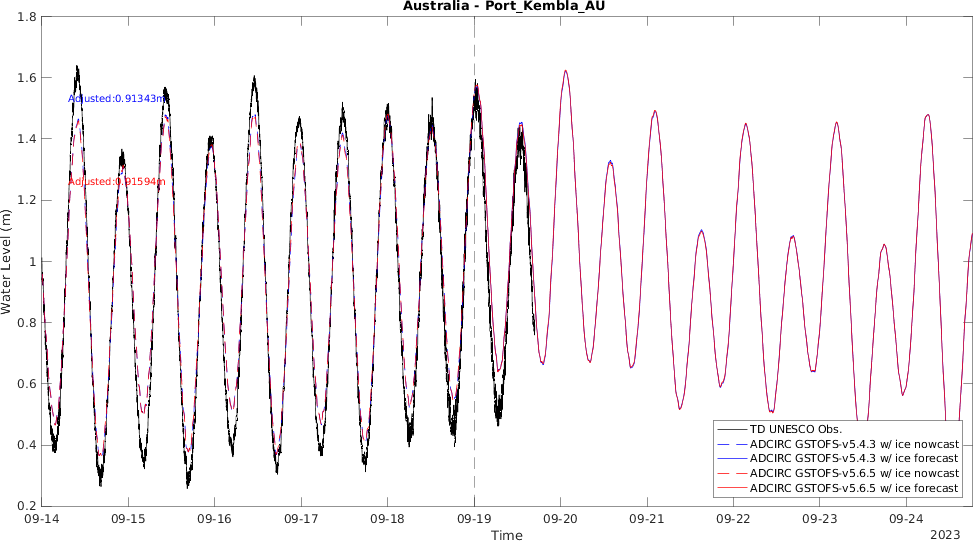 Australia - Port_Kembla_AU
1.8
1.6
1.4
1.2
1
0.8
0.6
0.4
0.2
Water Level (m)
Adjusted:0.91343m
Adjusted:0.91594m
TD UNESCO Obs.
ADCIRC GSTOFS-v5.4.3 w/ ice nowcast
ADCIRC GSTOFS-v5.4.3 w/ ice forecast
ADCIRC GSTOFS-v5.6.5 w/ ice nowcast
ADCIRC GSTOFS-v5.6.5 w/ ice forecast
09-14 09-15 09-16 09-17 09-18 09-19 09-20 09-21 09-22 09-23 09-24
Time
2023